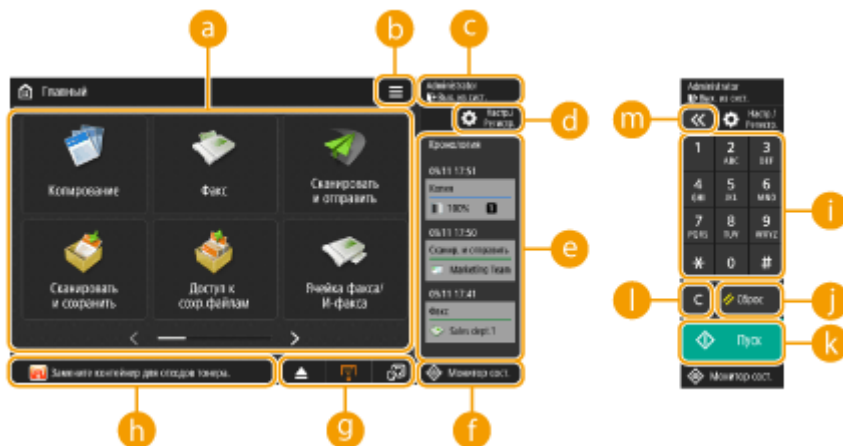 a
b
c
Главный
Administrator
Вых. из сист.
Настр./
Регистр.
d
Копирование
Факс
Сканировать
и отправить
Сканировать
и сохранить
Доступ к
сохр.файлам
Ячейка факса/
И-факса
Хронология
09/11 17:51
Копия
100% 1
09/11 17:50
Сканир. и отправить
Marketing Team
09/11 17:41
Факс
Sales dept.1
e
Замените контейнер для отходов тонера.
Монитор сост.
h
g
f
Administrator
Вых. из сист.
m
Настр./
Регистр.
1 2 3
ABC DEF
4 5 6
GHI JKL MNO
7 8 9
PQRS TUV WXYZ
* 0 #
i
l
C
Сброс
j
Пуск
k
Монитор сост.